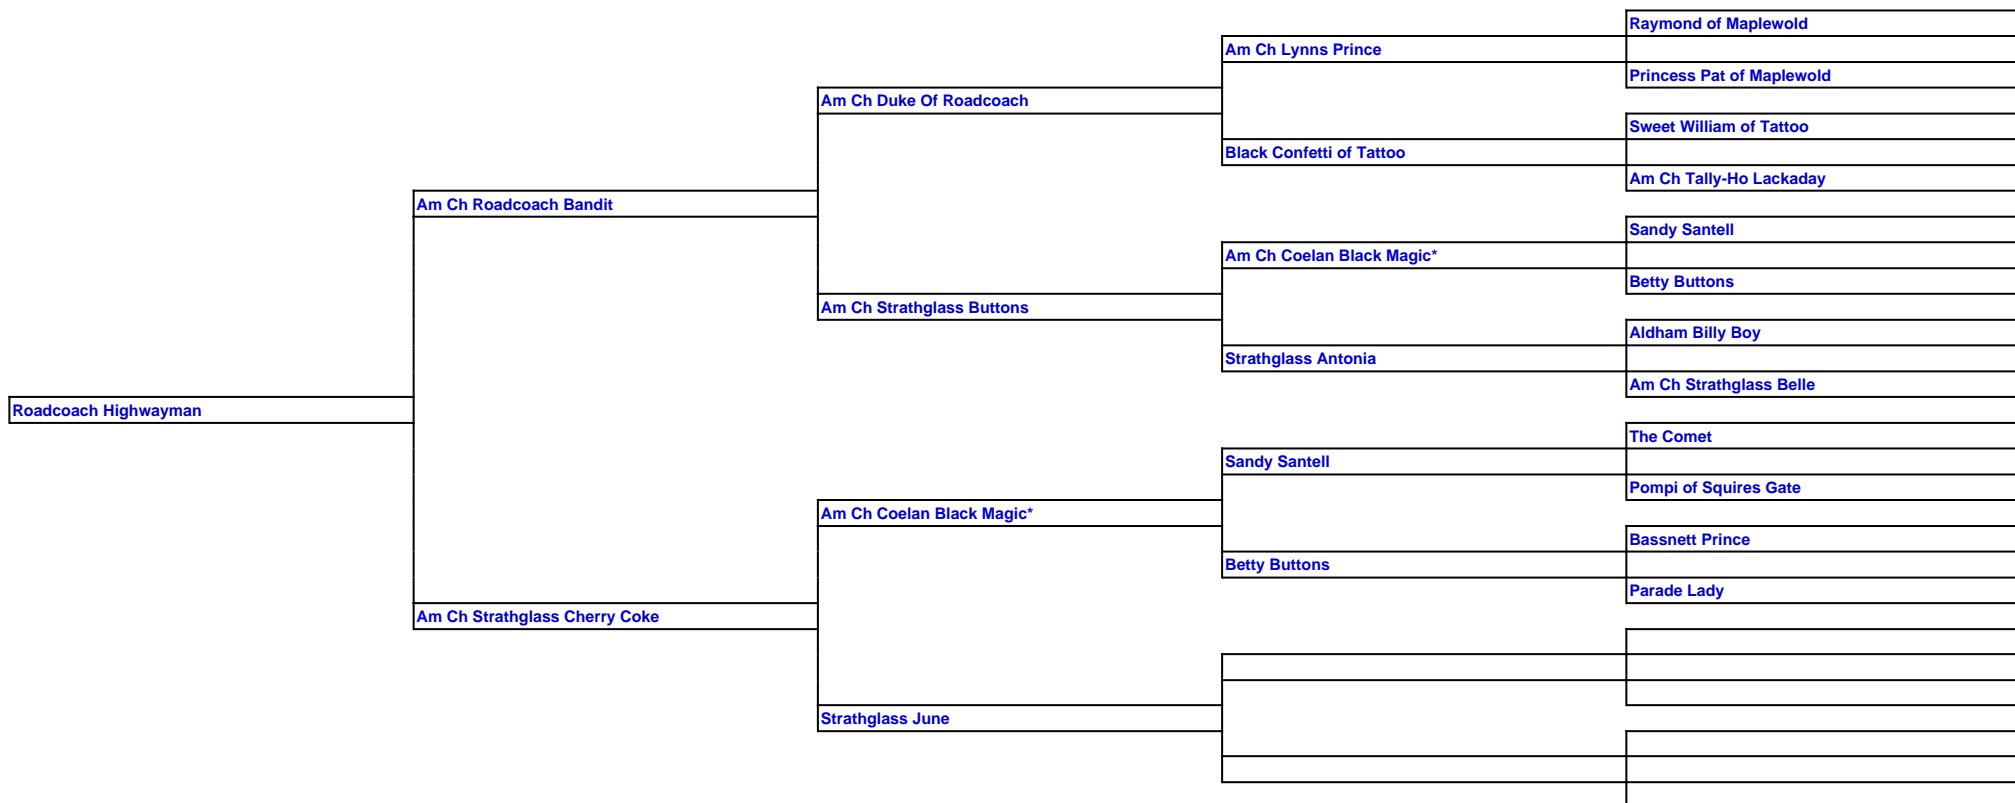 Raymond of Maplewold
Am Ch Lynns Prince
Princess Pat of Maplewold
Am Ch Duke Of Roadcoach
Sweet William of Tattoo
Black Confetti of Tattoo
Am Ch Tally-Ho Lackaday
Am Ch Roadcoach Bandit
Sandy Santell
Am Ch Coelan Black Magic*
Betty Buttons
Am Ch Strathglass Buttons
Aldham Billy Boy
Strathglass Antonia
Am Ch Strathglass Belle
Roadcoach Highwayman
The Comet
Sandy Santell
Pompi of Squires Gate
Am Ch Coelan Black Magic*
Bassnett Prince
Betty Buttons
Parade Lady
Am Ch Strathglass Cherry Coke
Strathglass June